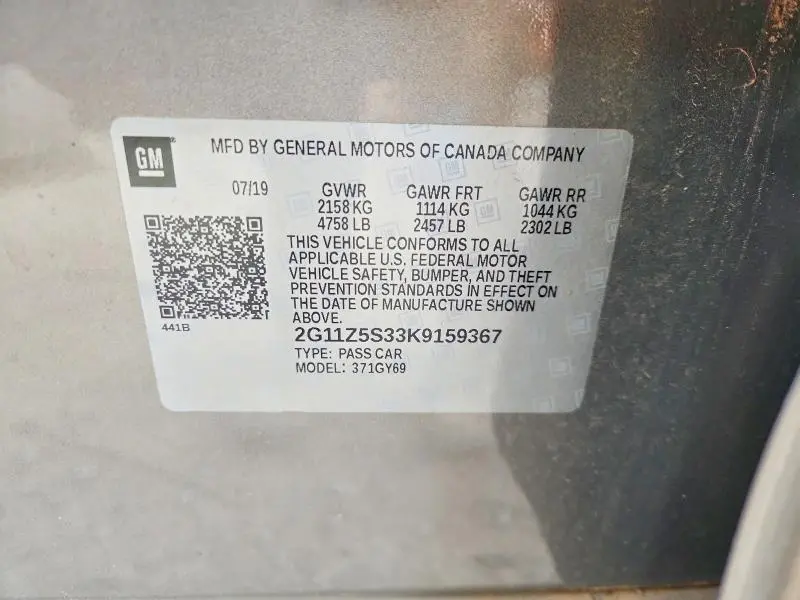 GM
MFD BY GENERAL MOTORS OF CANADA COMPANY
07/19 GVWR GAWR FRT GAWR RR
2158 KG 1114 KG 1044 KG
4758 LB 2457 LB 2302 LB
THIS VEHICLE CONFORMS TO ALL
APPLICABLE U.S. FEDERAL MOTOR
VEHICLE SAFETY, BUMPER, AND THEFT
PREVENTION STANDARDS IN EFFECT ON
THE DATE OF MANUFACTURE SHOWN
ABOVE.
441B
2G11Z5S33K9159367
TYPE: PASS CAR
MODEL: 371GY69